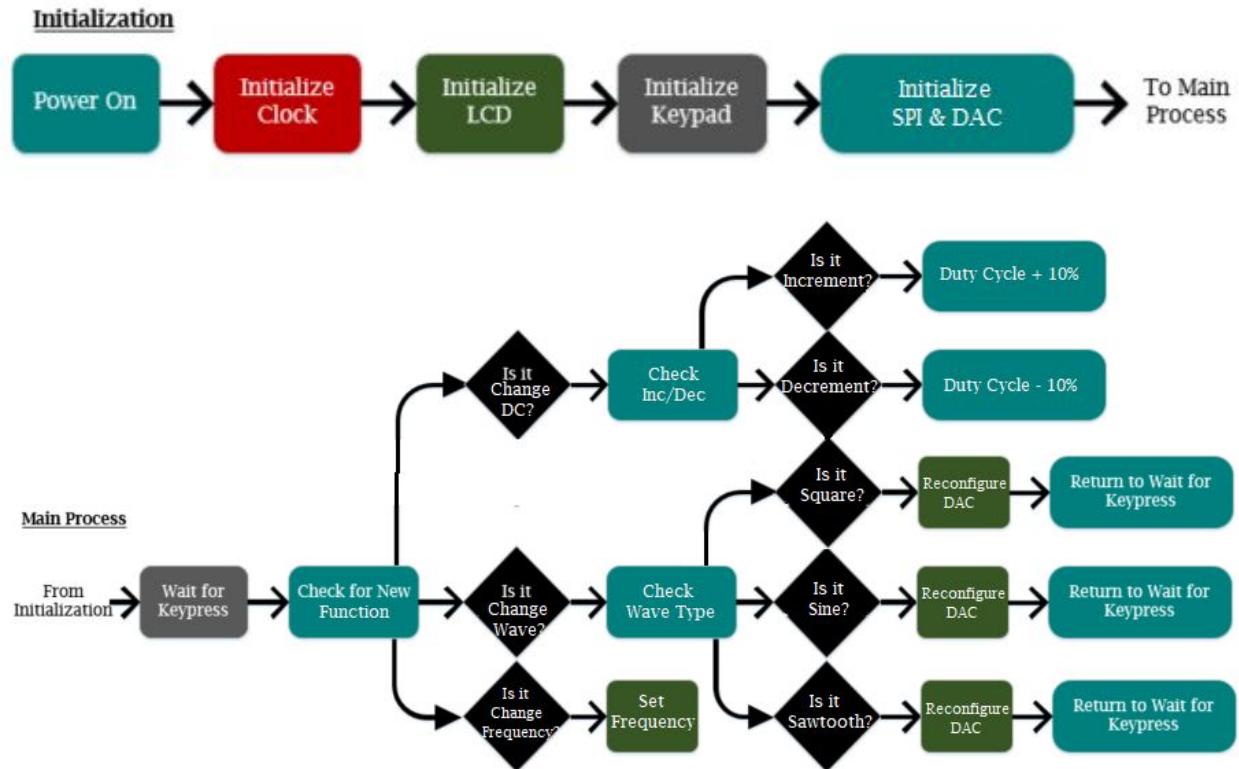 Initialization
Power On
Initialize
Clock
Initialize
LCD
Initialize
Keypad
Initialize
SPI & DAC
To Main
Process
Is it
Increment?
Duty Cycle + 10%
Is it
Change
DC?
Check
Inc/Dec
Is it
Decrement?
Duty Cycle - 10%
Is it
Square?
Reconfigure
DAC
Return to Wait for
Keypress
Main Process
From
Initialization
Wait for
Keypress
Check for New
Function
Is it
Change
Wave?
Check
Wave Type
Is it
Sine?
Reconfigure
DAC
Return to Wait for
Keypress
Is it
Change
Frequency?
Set
Frequency
Is it
Sawtooth?
Reconfigure
DAC
Return to Wait for
Keypress